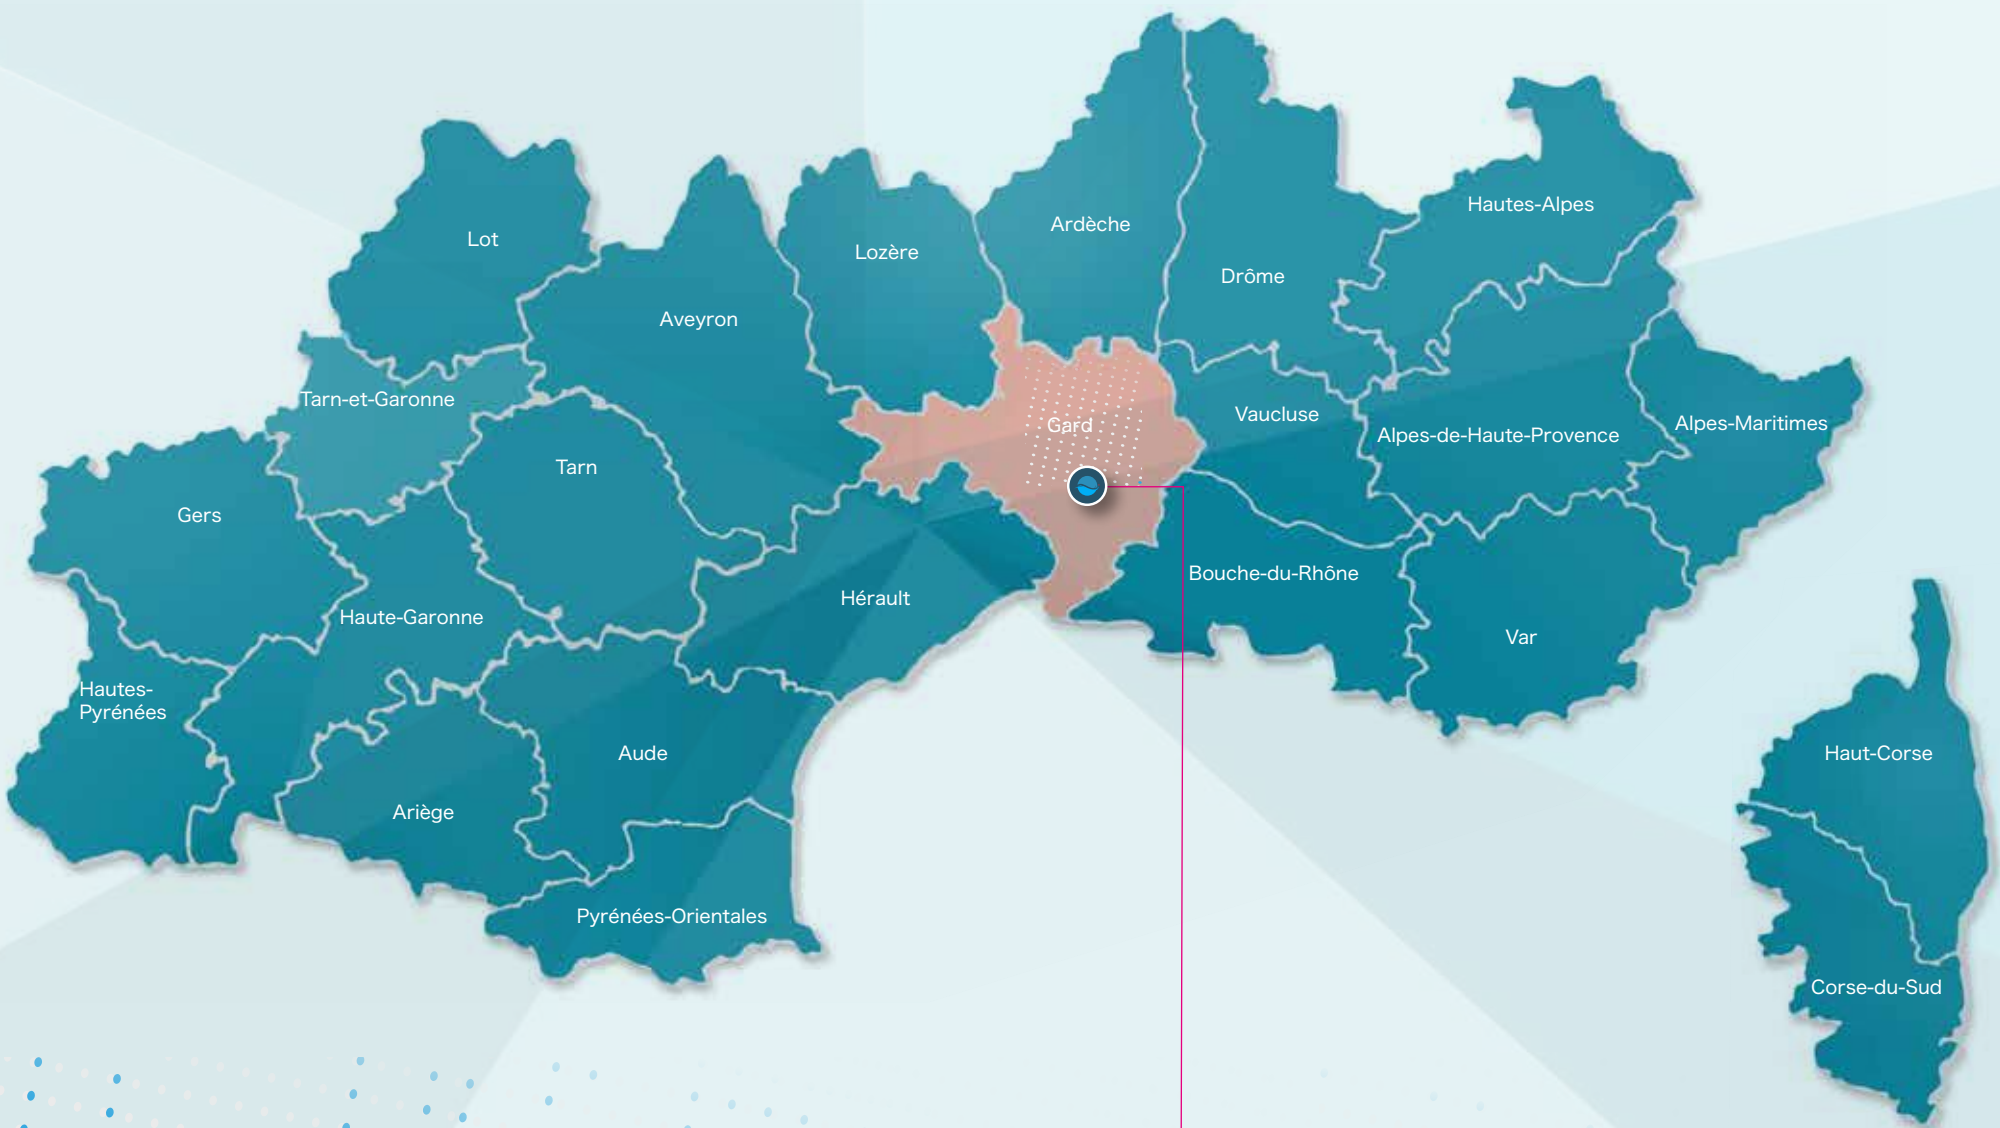 Hautes-Alpes
Ardèche
Lot
Lozère
Drôme
Aveyron
Tarn-et-Garonne
Vaucluse
Gard
Alpes-Maritimes
Alpes-de-Haute-Provence
Tarn
Gers
Bouche-du-Rhône
Hérault
Haute-Garonne
Var
Hautes-
Pyrénées
Aude
Haut-Corse
Ariège
Pyrénées-Orientales
Corse-du-Sud